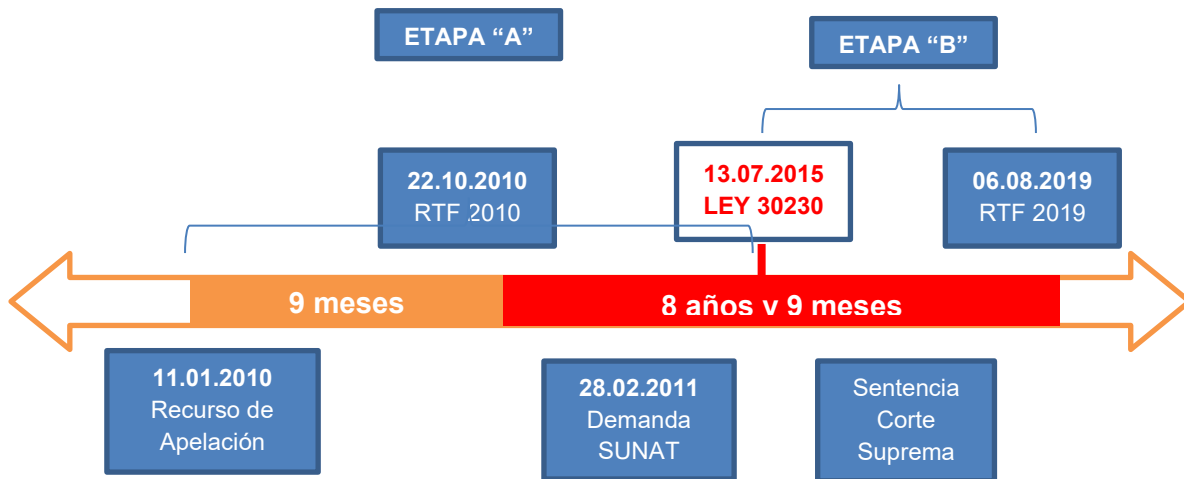 ETAPA “A”
ETAPA “B”
22.10.2010
RTF 2010
13.07.2015
LEY 30230
06.08.2019
RTF 2019
9 meses
8 años y 9 meses
11.01.2010
Recurso de
Apelación
28.02.2011
Demanda
SUNAT
Sentencia
Corte
Suprema